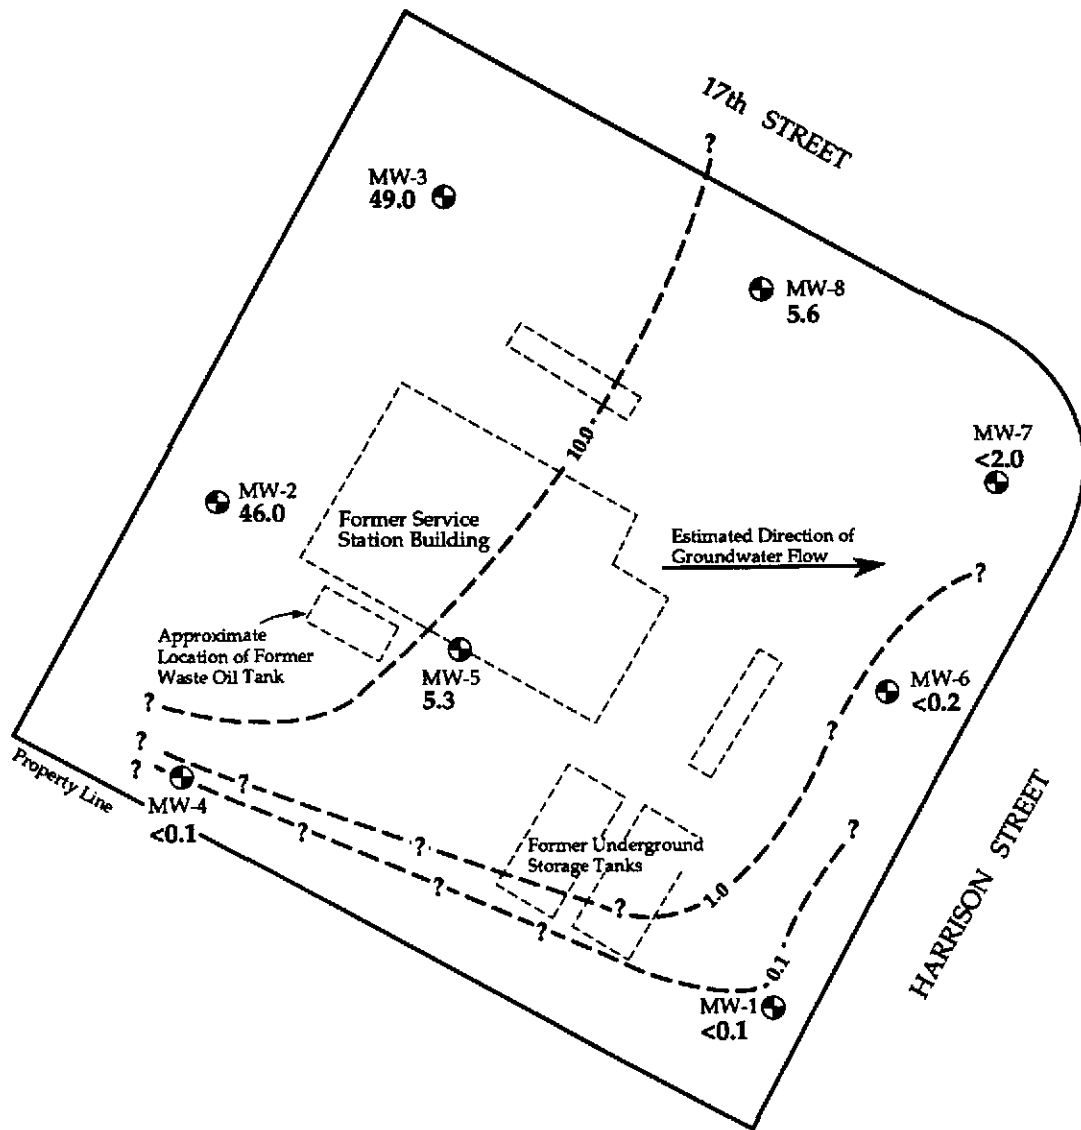 17th STREET
?
MW-3
49.0
MW-8
5.6
10.0
MW-7
<2.0
MW-2
46.0
Former Service
Station Building
Estimated Direction of
Groundwater Flow
?
Approximate
Location of Former
Waste Oil Tank
MW-5
5.3
MW-6
<0.2
?
?
?
?
?
Property Line
MW-4
<0.1
?
?
?
Former Underground
Storage Tanks
?
?
1.0
?
?
HARRISON STREET
0.1
MW-1
<0.1